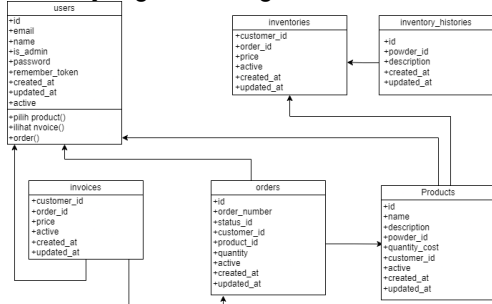 users
+id
+email
+name
+is_admin
+password
+remember_token
+created_at
+updated_at
+active
+pilih product()
+ilihat nvoice()
+order()
inventories
+customer_id
+order_id
+price
+active
+created_at
+updated_at
inventory_histories
+id
+powder_id
+description
+created_at
+updated_at
invoices
+customer_id
+order_id
+price
+active
+created_at
+updated_at
orders
+id
+order_number
+status_id
+customer_id
+product_id
+quantity
+active
+created_at
+updated_at
Products
+id
+name
+description
+powder_id
+quantity_cost
+customer_id
+active
+created_at
+updated_at